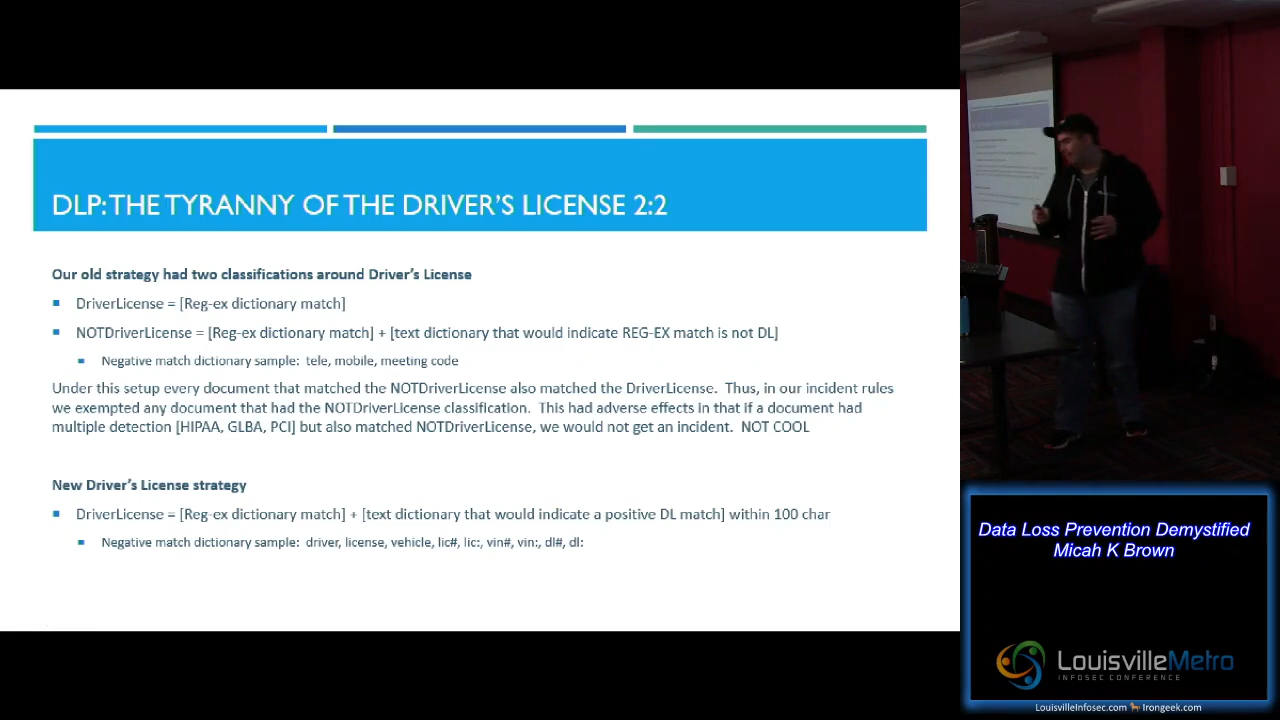 DLP: THE TYRANNY OF THE DRIVER'S LICENSE 2:2
Our old strategy had two classifications around Driver's License
DriverLicense = [Reg-ex dictionary match]
NOTDriverLicense = [Reg-ex dictionary match] + [text dictionary that would indicate REG-EX match is not DL]
Negative match dictionary sample: tele, mobile, meeting code
Under this setup every document that matched the NOTDriverLicense also matched the DriverLicense. Thus, in our incident rules
we exempted any document that had the NOTDriverLicense classification. This had adverse effects in that if a document had
multiple detection [HIPAA, GLBA, PCI] but also matched NOTDriverLicense, we would not get an incident. NOT COOL
New Driver's License strategy
DriverLicense = [Reg-ex dictionary match] + [text dictionary that would indicate a positive DL match] within 100 char
Negative match dictionary sample: driver, license, vehicle, lic#, lic:, vin#, vin:, dl#, dl:
Data Loss Prevention Demystified
Micah K Brown
LouisvilleMetro
INFOSEC CONFERENCE
LouisvilleInfosec.com Irongeek.com